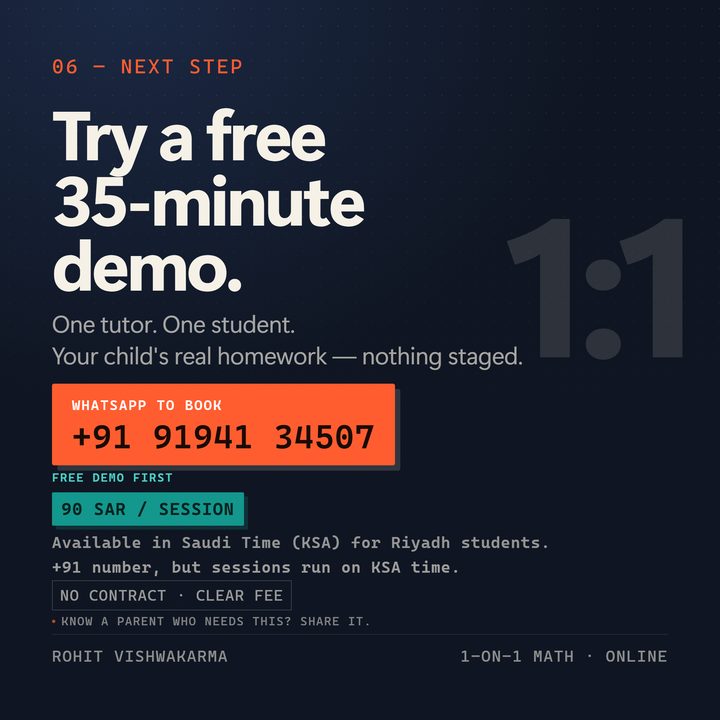 06 — NEXT STEP
Try a free
35-minute
demo.
1:1
One tutor. One student.
Your child's real homework — nothing staged.
WHATSAPP TO BOOK
+91 91941 34507
FREE DEMO FIRST
90 SAR / SESSION
Available in Saudi Time (KSA) for Riyadh students.
+91 number, but sessions run on KSA time.
NO CONTRACT · CLEAR FEE
• KNOW A PARENT WHO NEEDS THIS? SHARE IT.
ROHIT VISHWAKARMA
1-ON-1 MATH · ONLINE